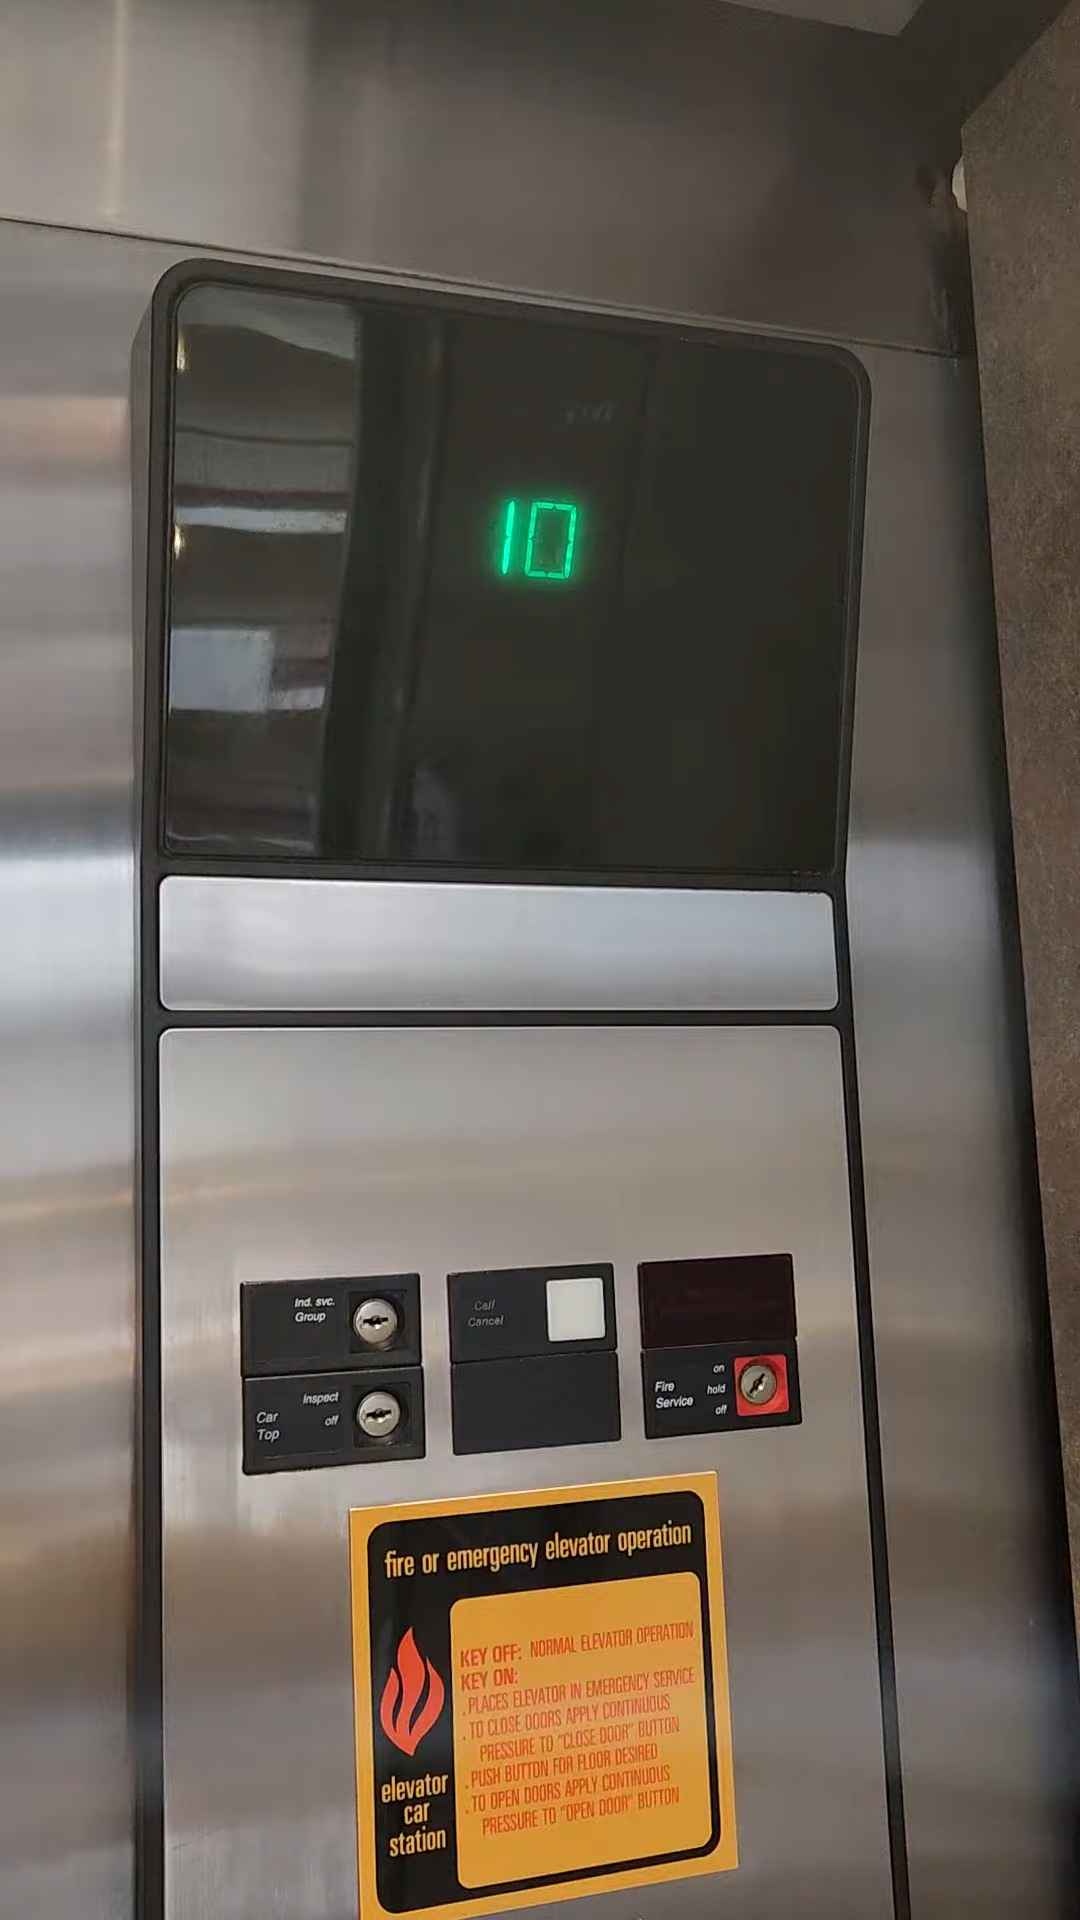 10
Ind. svc.
Group
Call
Cancel
Inspect
off
Car
Top
on
hold
off
Fire
Service
fire or emergency elevator operation
KEY OFF: NORMAL ELEVATOR OPERATION
KEY ON:
. PLACES ELEVATOR IN EMERGENCY SERVICE
. TO CLOSE DOORS APPLY CONTINUOUS
PRESSURE TO "CLOSE DOOR" BUTTON
. PUSH BUTTON FOR FLOOR DESIRED
. TO OPEN DOORS APPLY CONTINUOUS
PRESSURE TO "OPEN DOOR" BUTTON
elevator
car
station